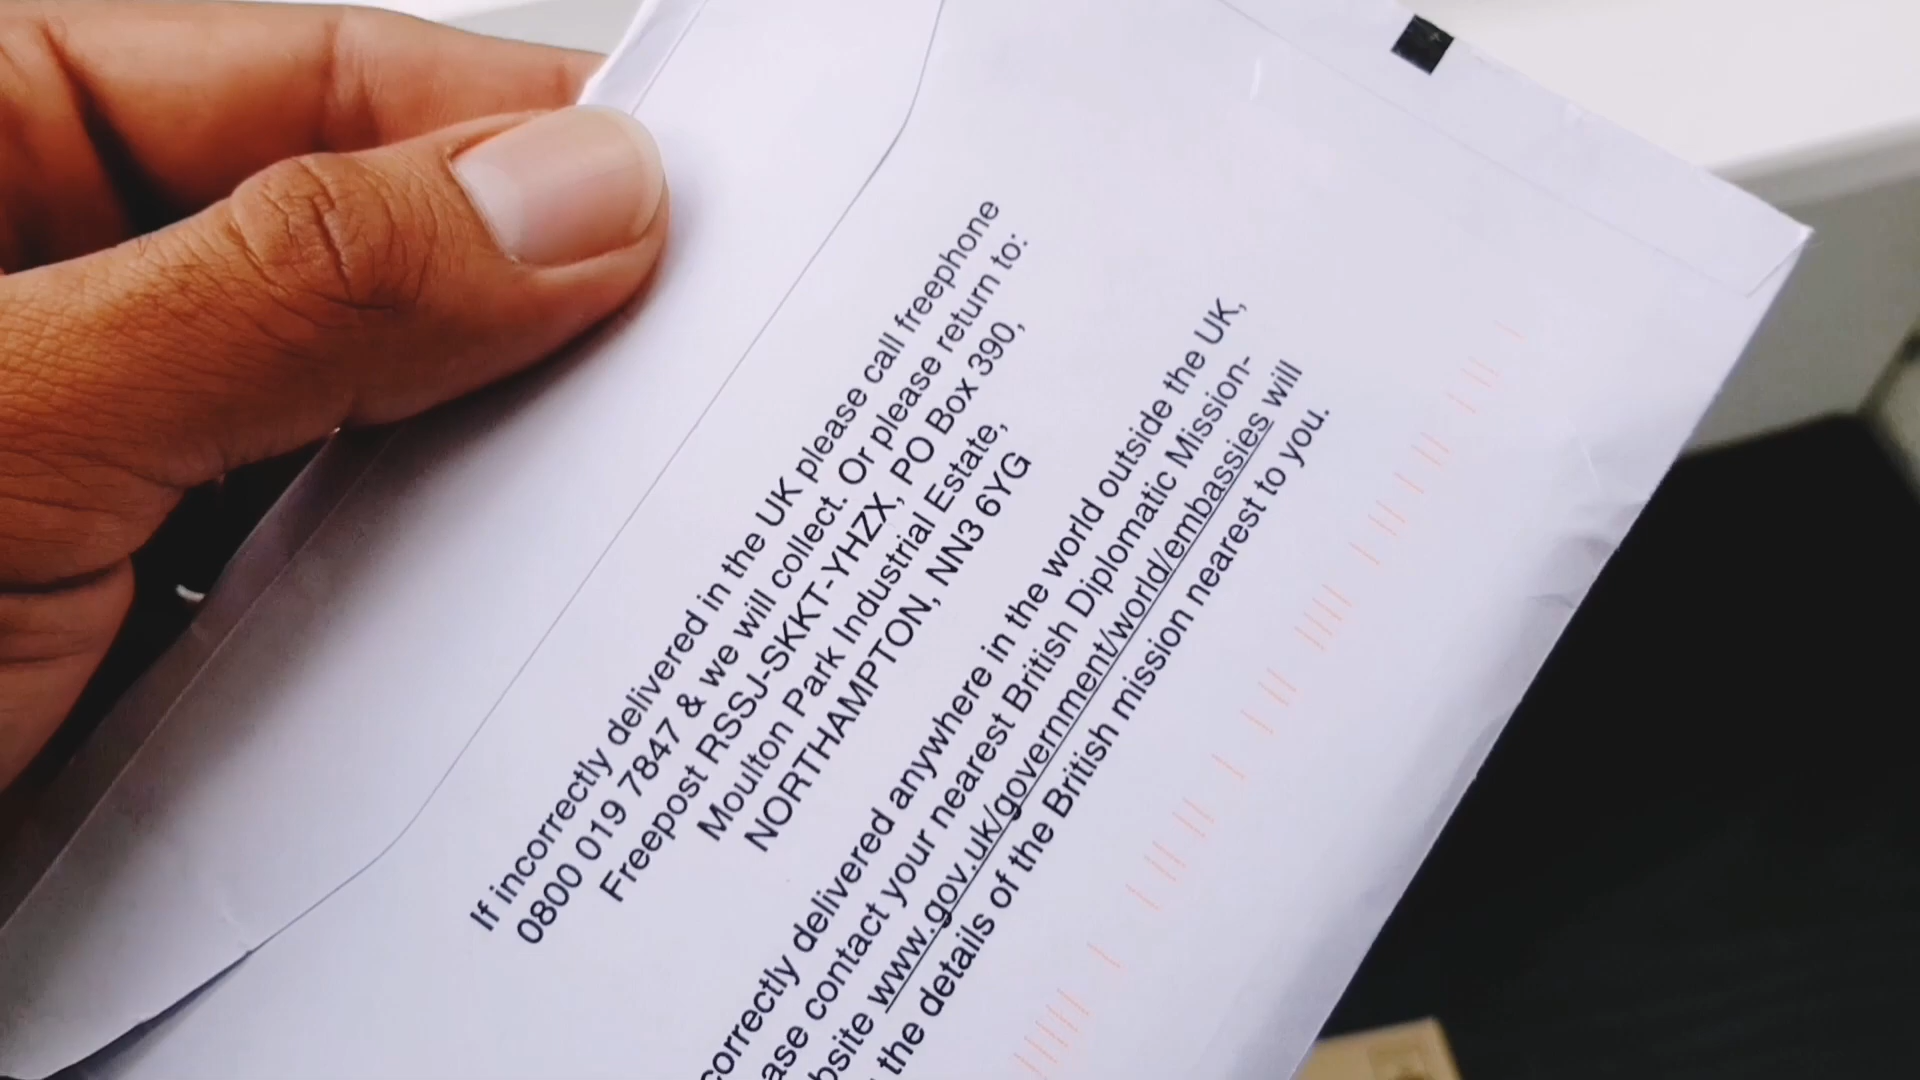 If incorrectly delivered in the UK please call freephone
0800 019 7847 & we will collect. Or please return to:
Freepost RSSJ-SKKT-YHZX, PO Box 390,
Moulton Park Industrial Estate,
NORTHAMPTON, NN3 6YG
delivered anywhere in the world outside the UK,
contact your nearest British Diplomatic Mission-
www.gov.uk/government/world/embassies will
the details of the British mission nearest to you.